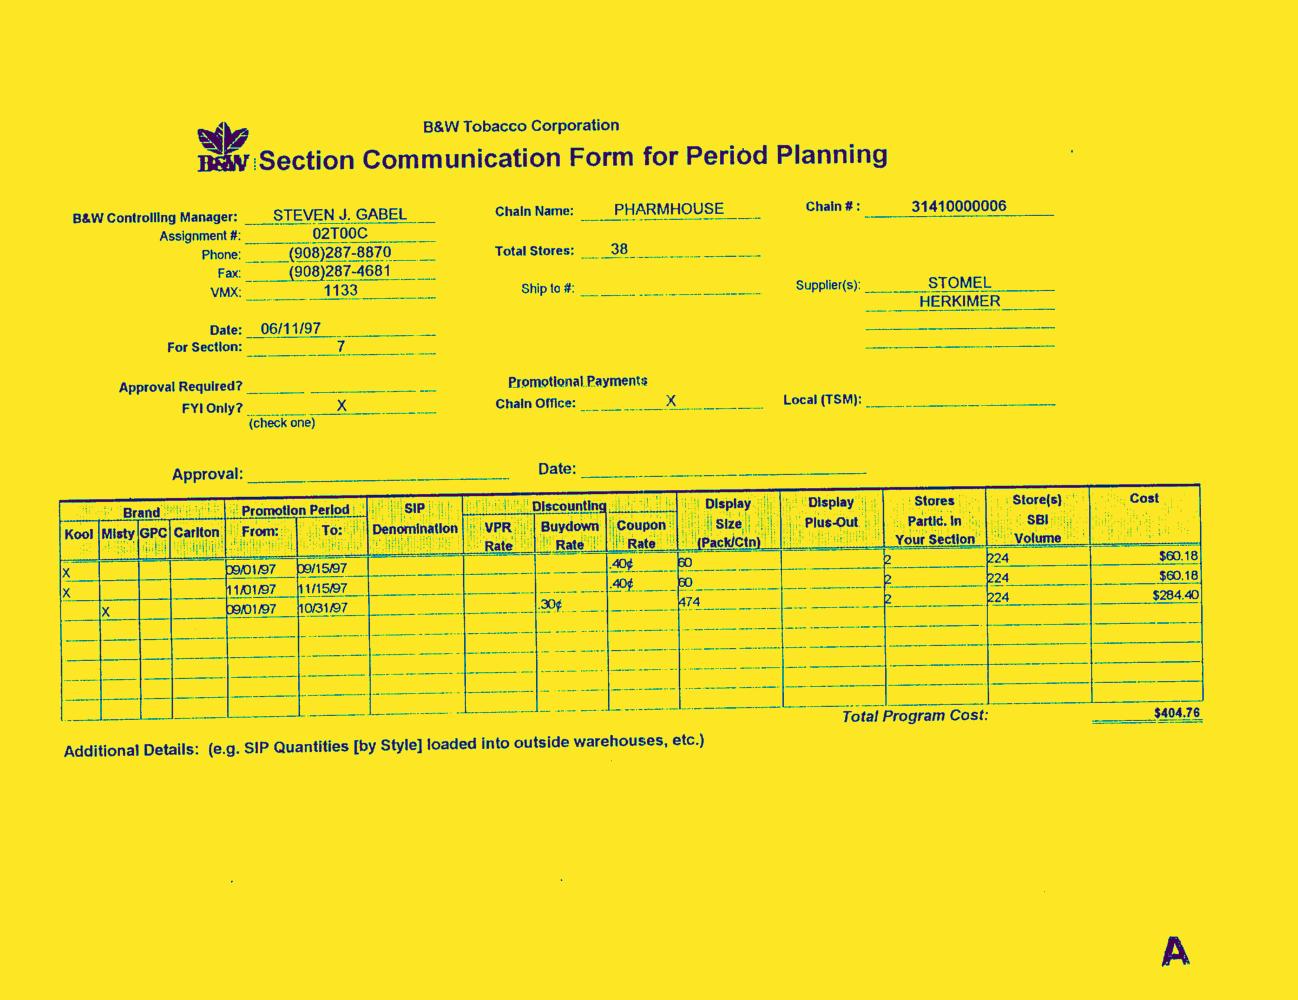 B&W Tobacco Corporation
B&W Section Communication Form for Period Planning
B&W Controlling Manager: STEVEN J. GABEL Chain Name: PHARMHOUSE Chain # : 31410000006
Assignment #: 02T00C
Phone: (908)287-8870 Total Stores: 38
Fax: (908)287-4681
VMX: 1133 Ship to #: Supplier(s): STOMEL
HERKIMER
Date: 06/11/97
For Section: 7
Approval Required? Promotional Payments
FYI Only? X Chain Office: X Local (TSM):
(check one)
Approval: Date:
Brand Promotion Period SIP Discounting Display Display Stores Store(s) Cost
Kool Misty GPC Carlton From: To: Denomination VPR Buydown Coupon Size Plus-Out Partic. In SBI
Rate Rate Rate (Pack/Ctn) Your Section Volume
X 09/01/97 09/15/97 .40¢ 60 2 224 $60.18
X 11/01/97 11/15/97 .40¢ 60 2 224 $60.18
X 09/01/97 10/31/97 .30¢ 474 2 224 $284.40
Total Program Cost: $404.76
Additional Details: (e.g. SIP Quantities [by Style] loaded into outside warehouses, etc.)
A